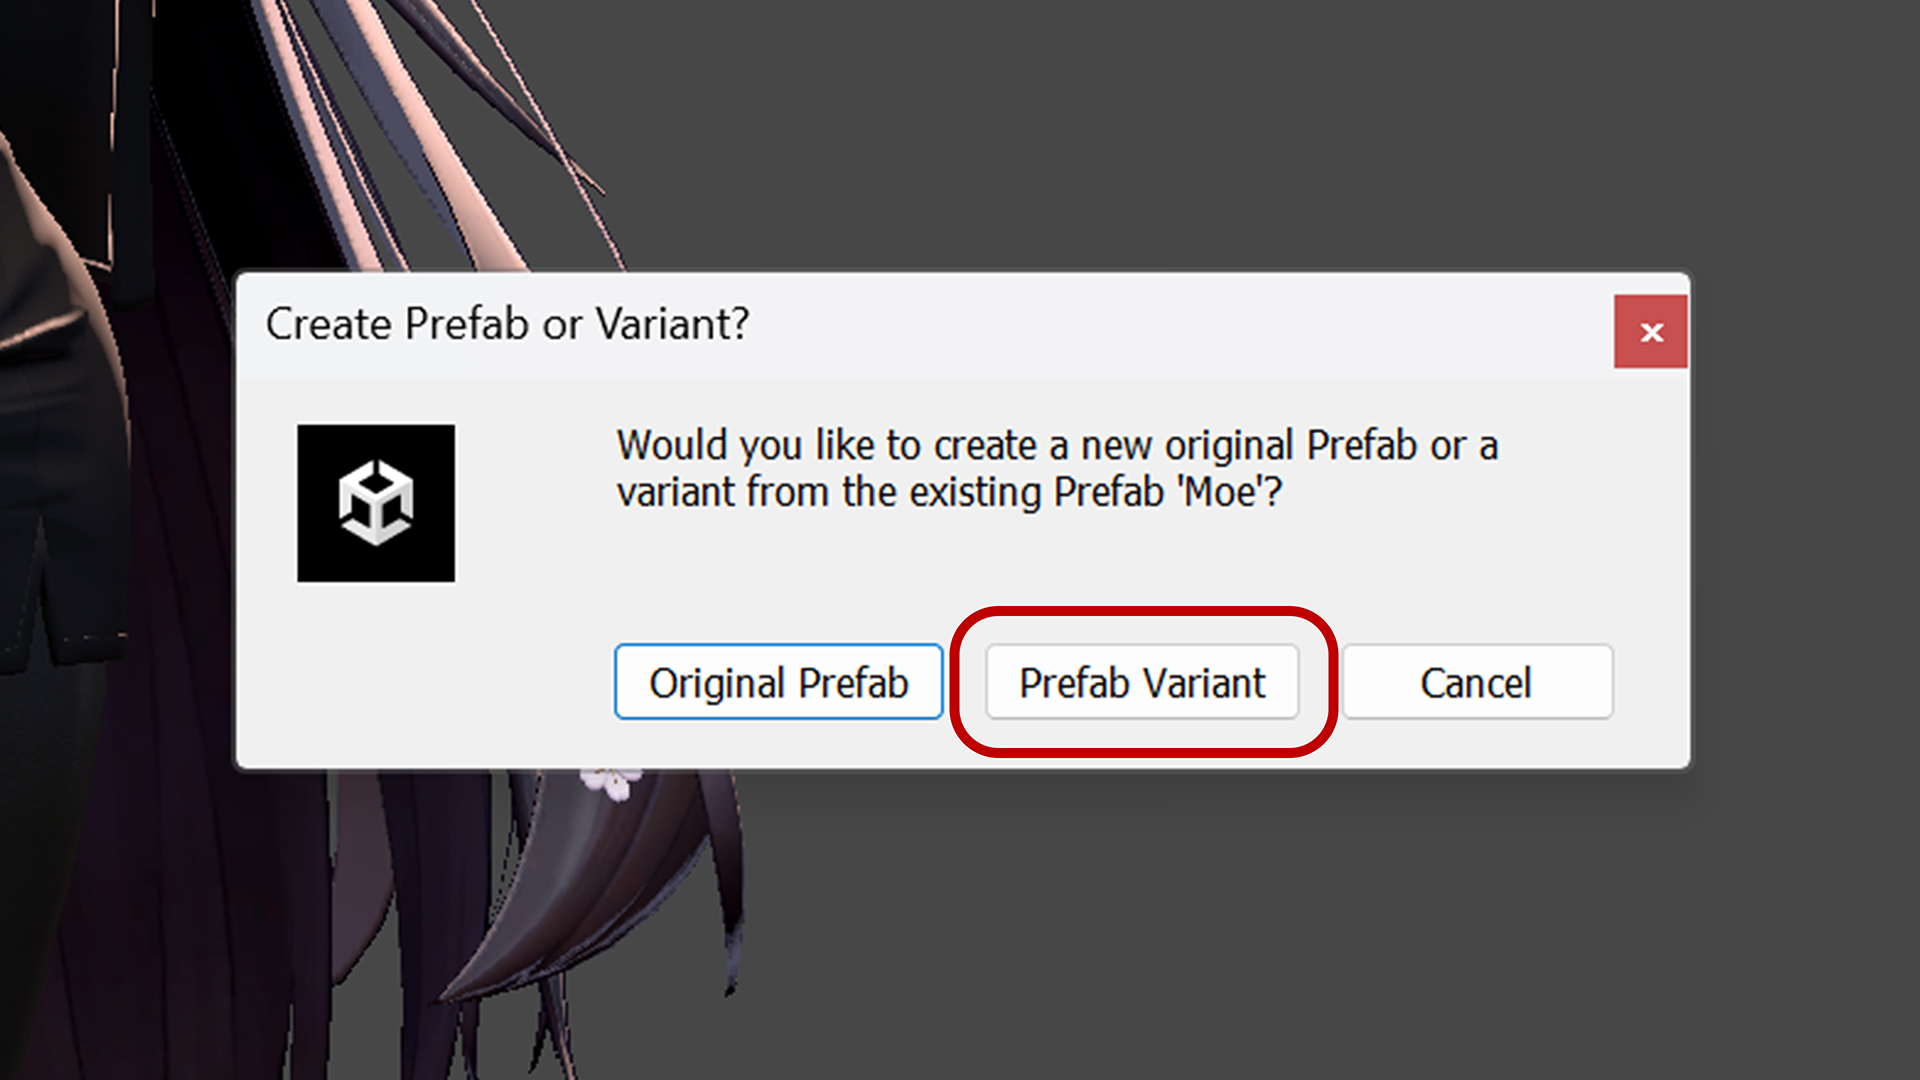 Create Prefab or Variant?
Would you like to create a new original Prefab or a
variant from the existing Prefab 'Moe'?
Original Prefab
Prefab Variant
Cancel